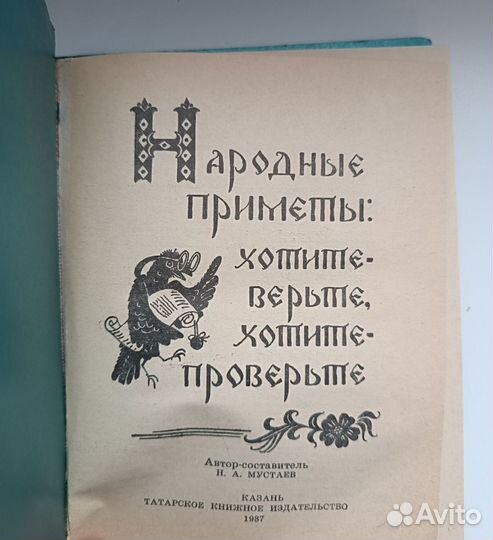 Народные
приметы:
хотите-
верьте,
хотите-
проверьте
Автор-составитель
Н. А. МУСТАЕВ
КАЗАНЬ
ТАТАРСКОЕ КНИЖНОЕ ИЗДАТЕЛЬСТВО
1987
Avito